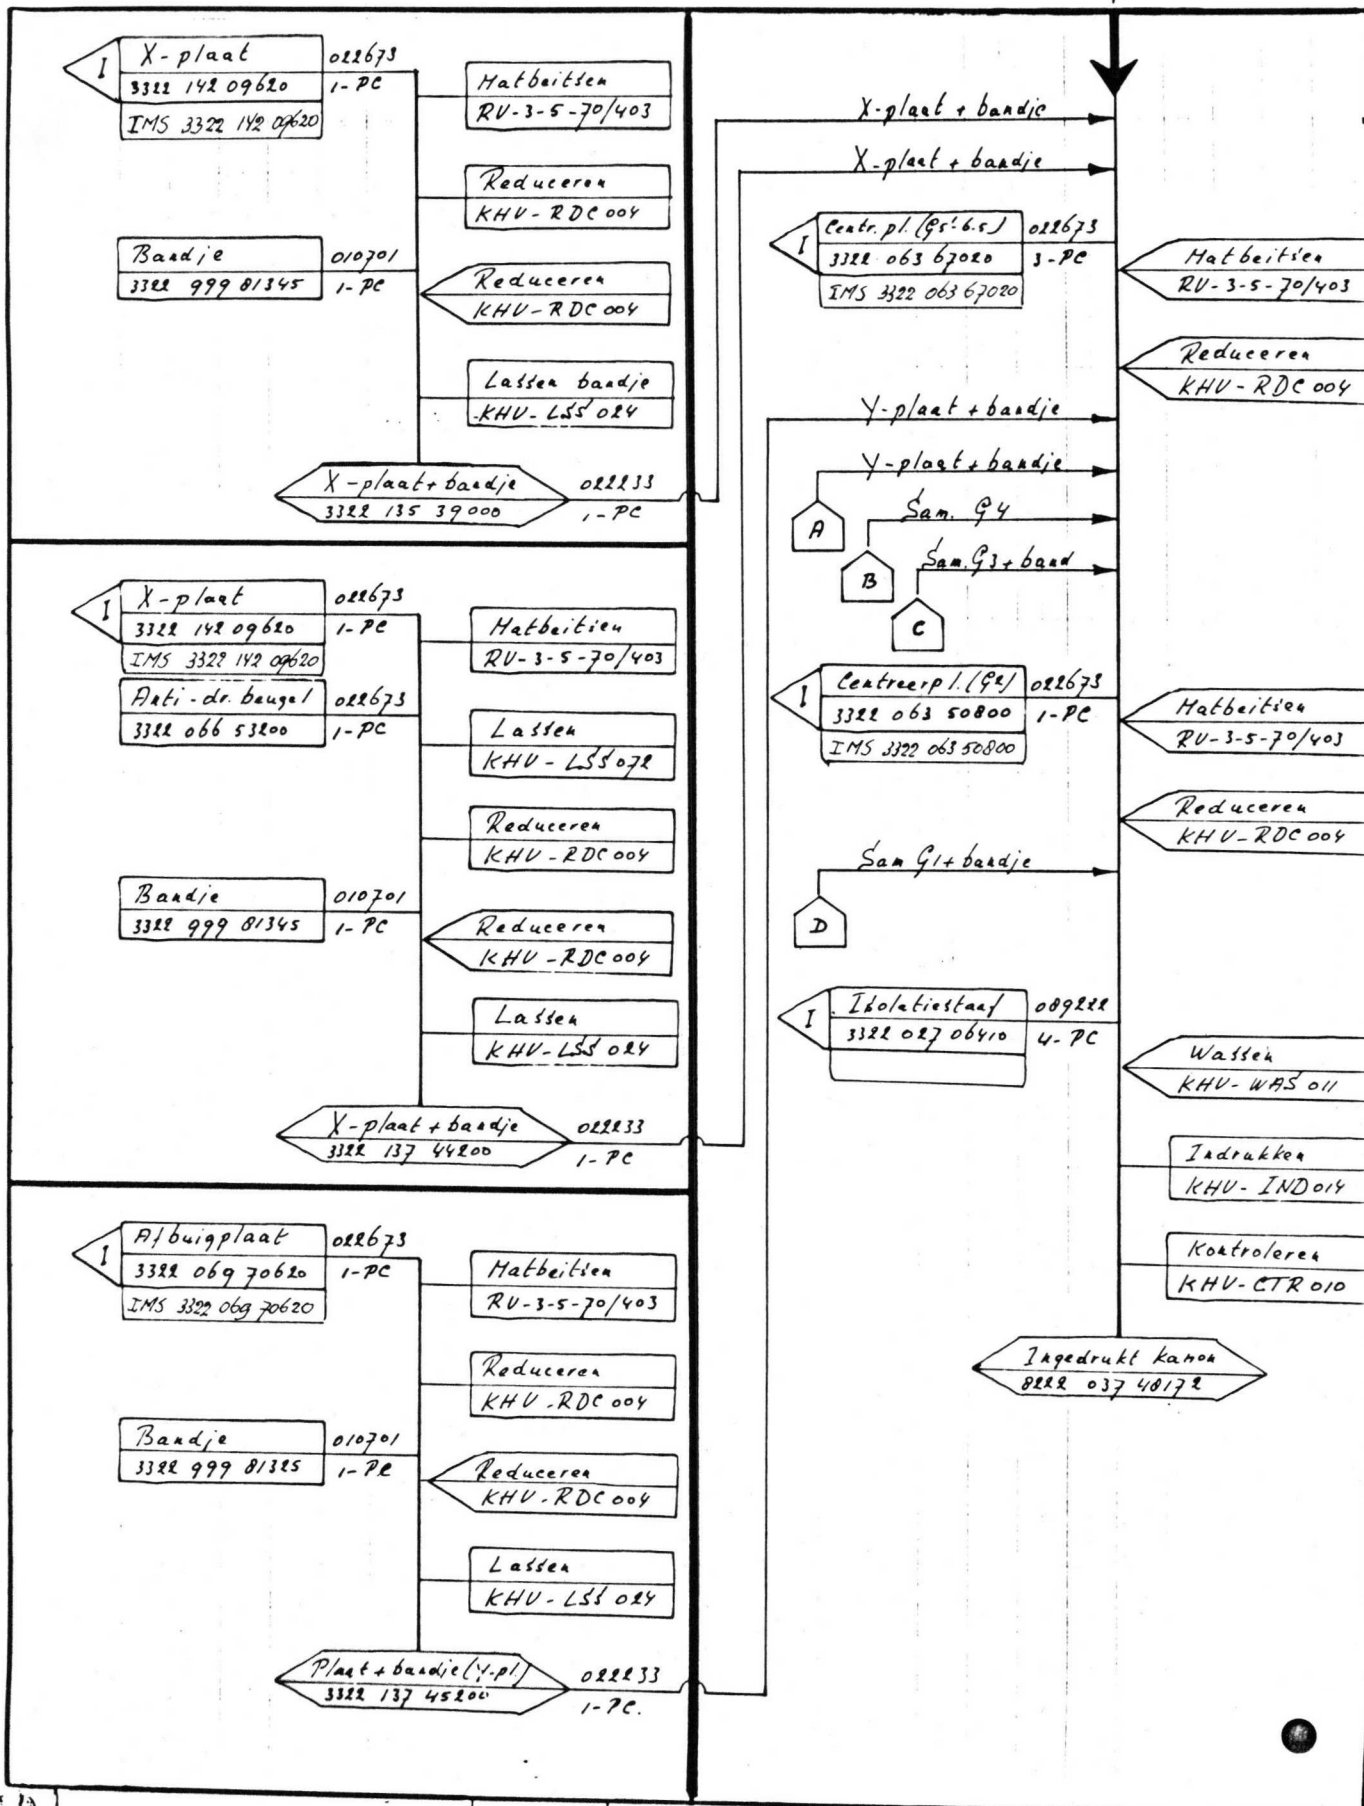 I
X-plaat
022673
3322 142 09620
1-PC
IMS 3322 142 09620
Matbeitsen
RV-3-5-70/403
Reduceren
KHV-RDC 004
Bandje
010701
3322 999 81345
1-PC
Reduceren
KHV-RDC 004
Lassen bandje
KHV-LSS 024
X-plaat + bandje
022233
3322 135 39000
1-PC
I
X-plaat
022673
3322 142 09620
1-PC
IMS 3322 142 09620
Matbeitsen
RV-3-5-70/403
Anti-dr. beugel
022673
3322 066 53200
1-PC
Lassen
KHV-LSS 072
Reduceren
KHV-RDC 004
Bandje
010701
3322 999 81345
1-PC
Reduceren
KHV-RDC 004
Lassen
KHV-LSS 024
X-plaat + bandje
022233
3322 137 44200
1-PC
I
Afbuigplaat
022673
3322 069 70620
1-PC
IMS 3322 069 70620
Matbeitsen
RV-3-5-70/403
Reduceren
KHV-RDC 004
Bandje
010701
3322 999 81325
1-PC
Reduceren
KHV-RDC 004
Lassen
KHV-LSS 024
Plaat + bandje (Y-pl.)
022233
3322 137 45200
1-PC.
X-plaat + bandje
X-plaat + bandje
I
Centr. pl. (G5-6.5)
022673
3322 063 67020
3-PC
IMS 3322 063 67020
Matbeitsen
RV-3-5-70/403
Reduceren
KHV-RDC 004
Y-plaat + bandje
Y-plaat + bandje
A
Sam. G4
B
Sam. G3 + band
C
I
Centreerpl. (G2)
022673
3322 063 50800
1-PC
IMS 3322 063 50800
Matbeitsen
RV-3-5-70/403
Reduceren
KHV-RDC 004
Sam G1 + bandje
D
I
Isolatiestaaf
089222
3322 027 06410
4-PC
Wassen
KHV-WAS 011
Indrukken
KHV-IND 014
Kontroleren
KHV-CTR 010
Ingedrukt kanon
8222 037 48172